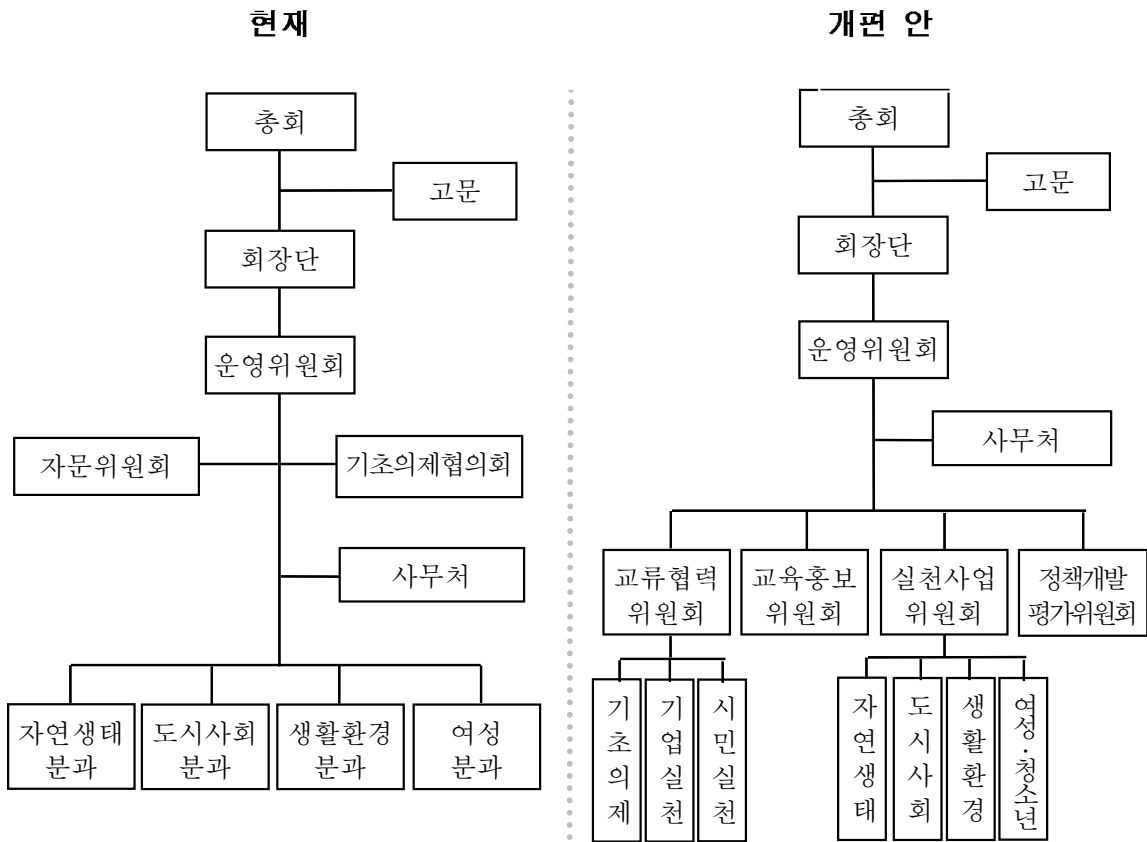 현재
총회
고문
회장단
운영위원회
자문위원회
기초의제협의회
사무처
자연생태
분과
도시사회
분과
생활환경
분과
여성
분과
개편 안
총회
고문
회장단
운영위원회
사무처
교류협력
위원회
교육홍보
위원회
실천사업
위원회
정책개발
평가위원회
기초의제
기업실천
시민실천
자연생태
도시사회
생활환경
여성·청소년